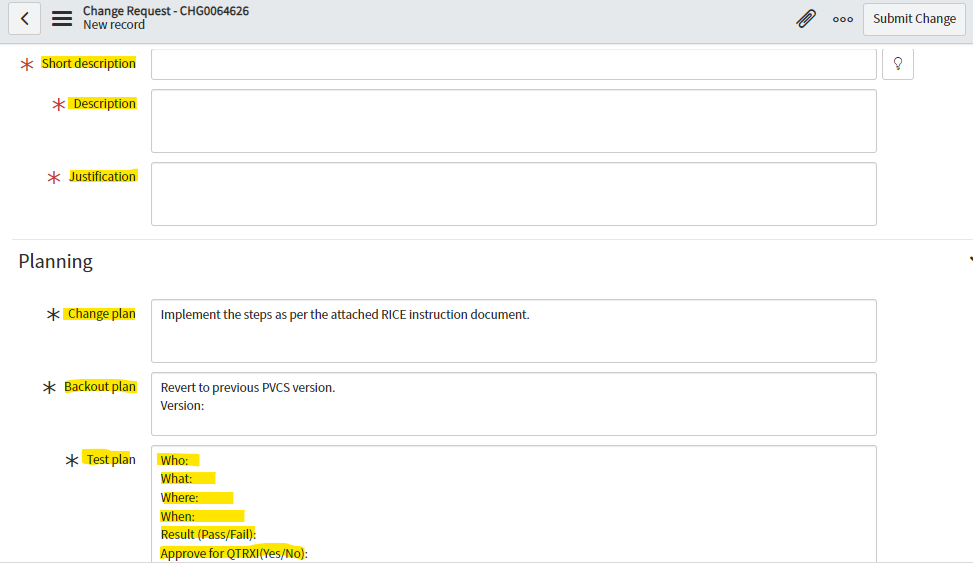 Change Request - CHG0064626
New record
Submit Change
Short description
Description
Justification
Planning
Change plan
Implement the steps as per the attached RICE instruction document.
Backout plan
Revert to previous PVCS version.
Version:
Test plan
Who:
What:
Where:
When:
Result (Pass/Fail):
Approve for QTRXI(Yes/No):